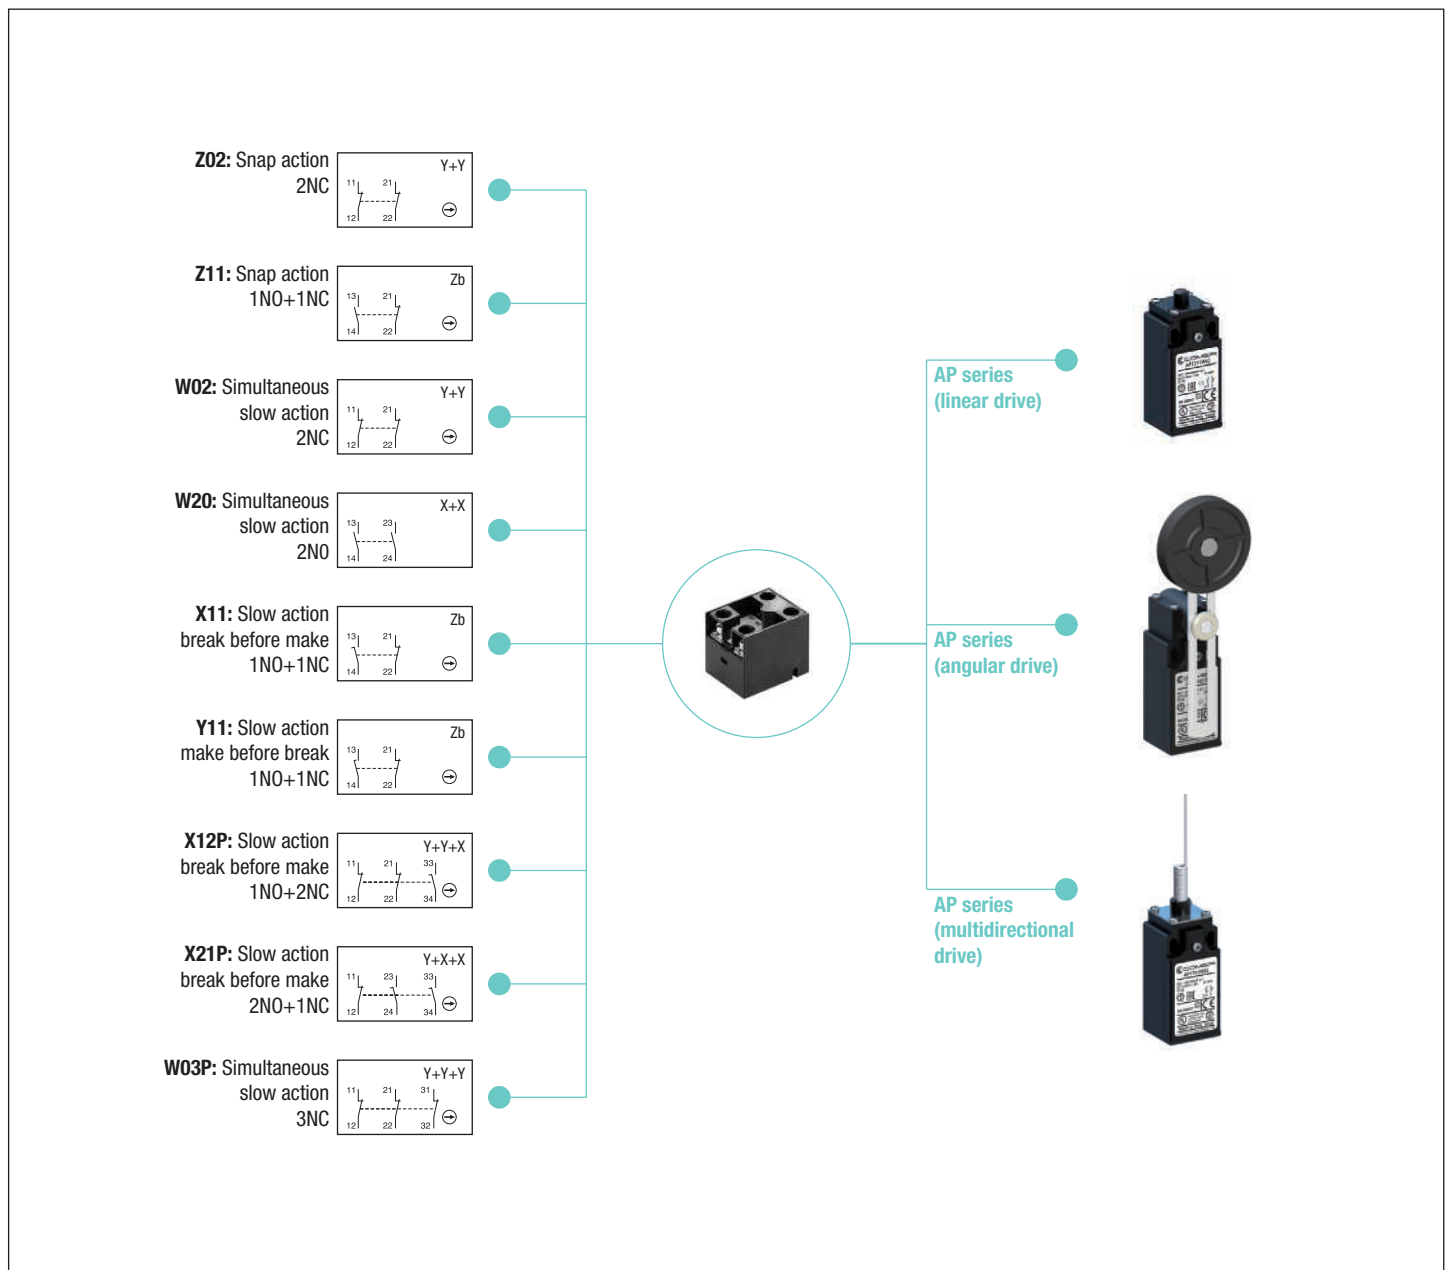 Z02: Snap action
2NC
Y+Y
11 21
12 22
Z11: Snap action
1NO+1NC
Zb
13 21
14 22
W02: Simultaneous
slow action
2NC
Y+Y
11 21
12 22
W20: Simultaneous
slow action
2NO
X+X
13 23
14 24
X11: Slow action
break before make
1NO+1NC
Zb
13 21
14 22
Y11: Slow action
make before break
1NO+1NC
Zb
13 21
14 22
X12P: Slow action
break before make
1NO+2NC
Y+Y+X
11 21 33
12 22 34
X21P: Slow action
break before make
2NO+1NC
Y+X+X
11 23 33
12 24 34
W03P: Simultaneous
slow action
3NC
Y+Y+Y
11 21 31
12 22 32
AP series
(linear drive)
AP series
(angular drive)
AP series
(multidirectional
drive)
COMEPI
COMEPI